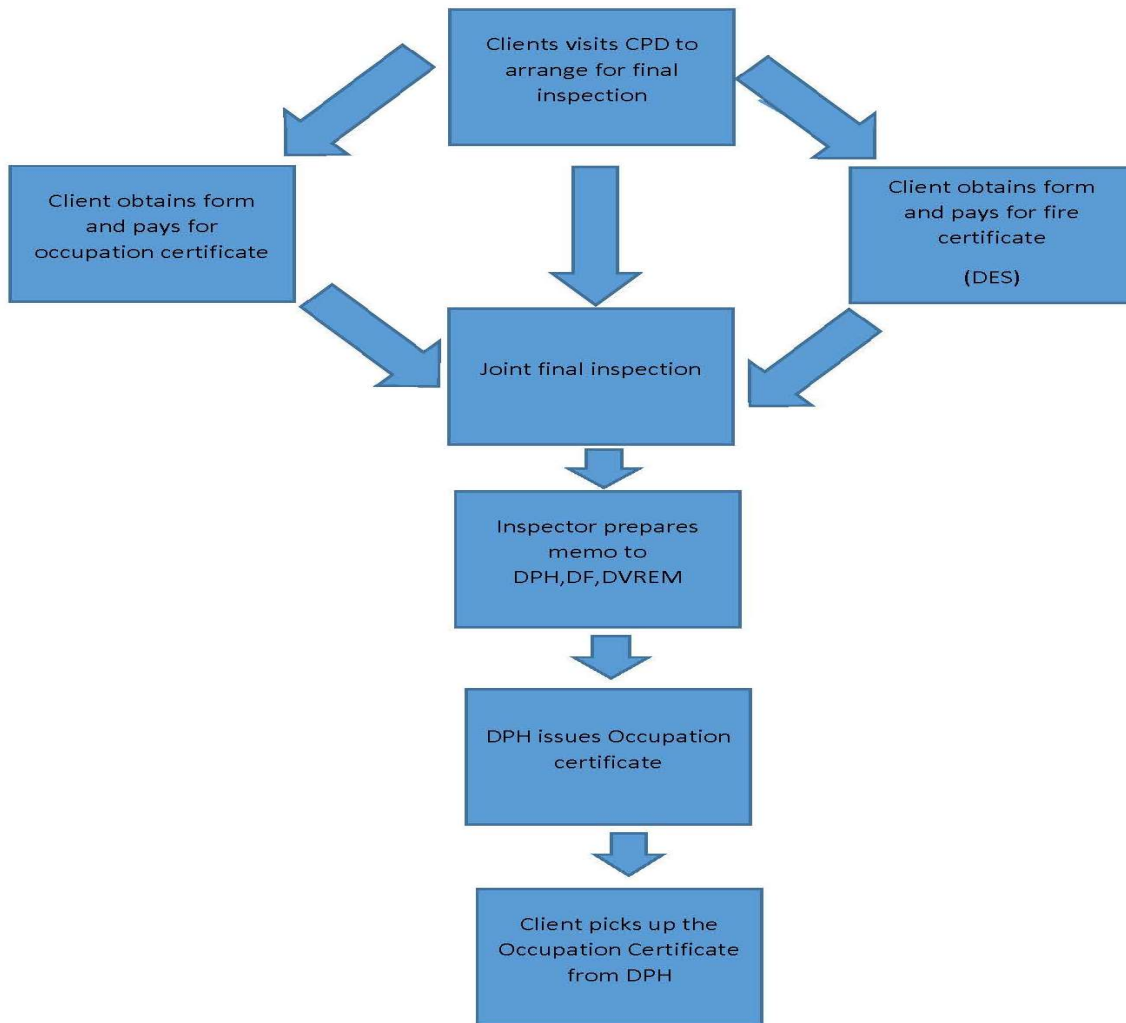 Clients visits CPD to
arrange for final
inspection
Client obtains form
and pays for
occupation certificate
Client obtains form
and pays for fire
certificate
(DES)
Joint final inspection
Inspector prepares
memo to
DPH,DF,DVREM
DPH issues Occupation
certificate
Client picks up the
Occupation Certificate
from DPH